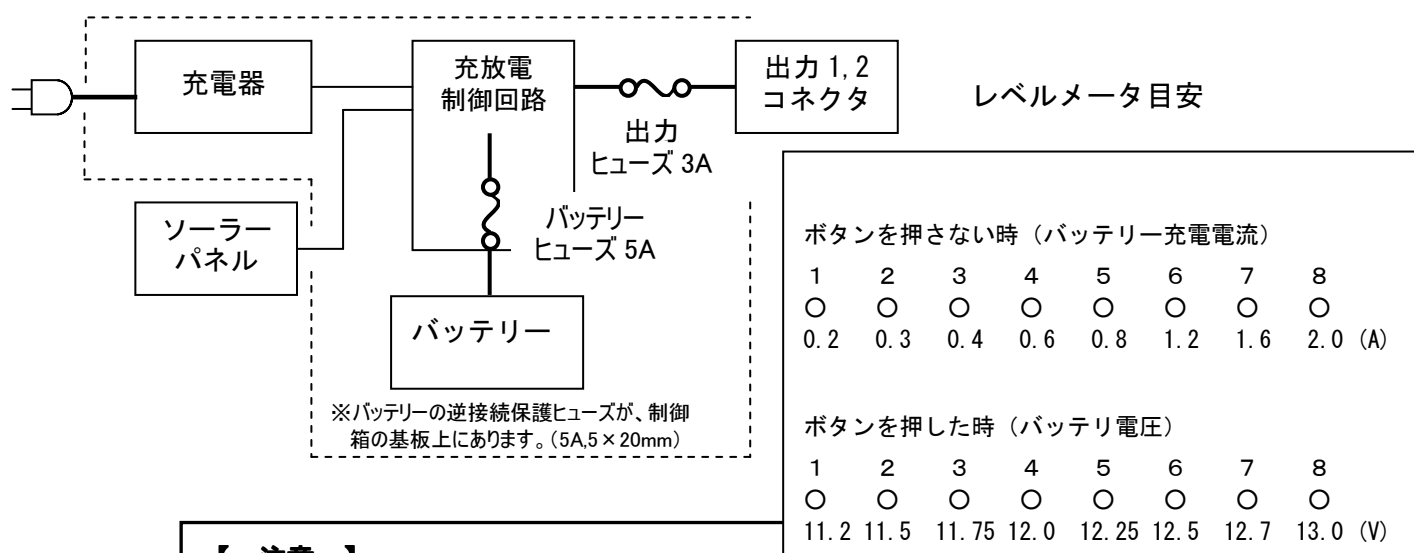 充電器
充放電
制御回路
出力 1,2
コネクタ
レベルメータ目安
出力
ヒューズ 3A
ソーラー
パネル
バッテリー
ヒューズ 5A
バッテリー
※バッテリーの逆接続保護ヒューズが、制御
箱の基板上にあります。（5A,5×20mm）
ボタンを押さない時（バッテリー充電電流）
1 2 3 4 5 6 7 8
○ ○ ○ ○ ○ ○ ○ ○
0.2 0.3 0.4 0.6 0.8 1.2 1.6 2.0 (A)
ボタンを押した時（バッテリ電圧）
1 2 3 4 5 6 7 8
○ ○ ○ ○ ○ ○ ○ ○
11.2 11.5 11.75 12.0 12.25 12.5 12.7 13.0 (V)
【 注意 】